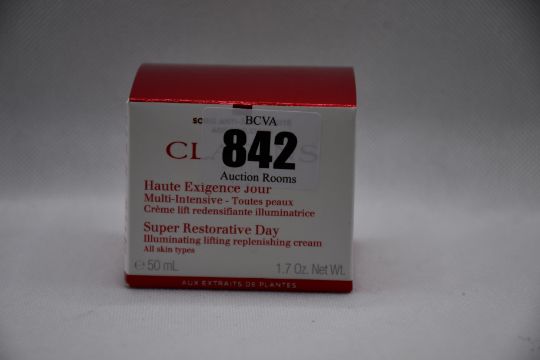 BCVA
842
Auction Rooms
Haute Exigence Jour
Multi-Intensive - Toutes peaux
Crème lift redensifiante illuminatrice
Super Restorative Day
Illuminating lifting replenishing cream
All skin types
℮ 50 mL 1.7 Oz. Net Wt.
AUX EXTRAITS DE PLANTES